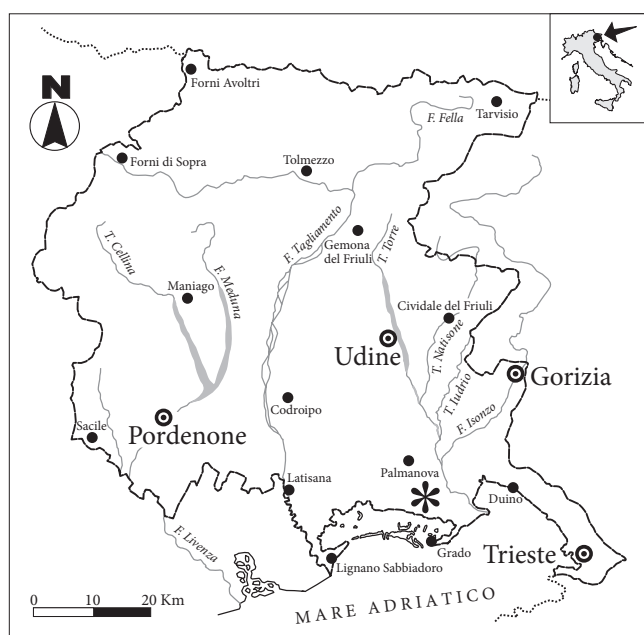 N
Forni Avoltri
Tarvisio
F. Fella
Forni di Sopra
Tolmezzo
F. Tagliamento
Gemona
del Friuli
T. Torre
T. Cellina
F. Meduna
Maniago
Cividale del Friuli
Udine
T. Natisone
T. Iudrio
Gorizia
F. Isonzo
Codroipo
Sacile
Pordenone
Palmanova
Latisana
Duino
F. Livenza
Grado
Trieste
Lignano Sabbiadoro
MARE ADRIATICO
0 10 20 Km